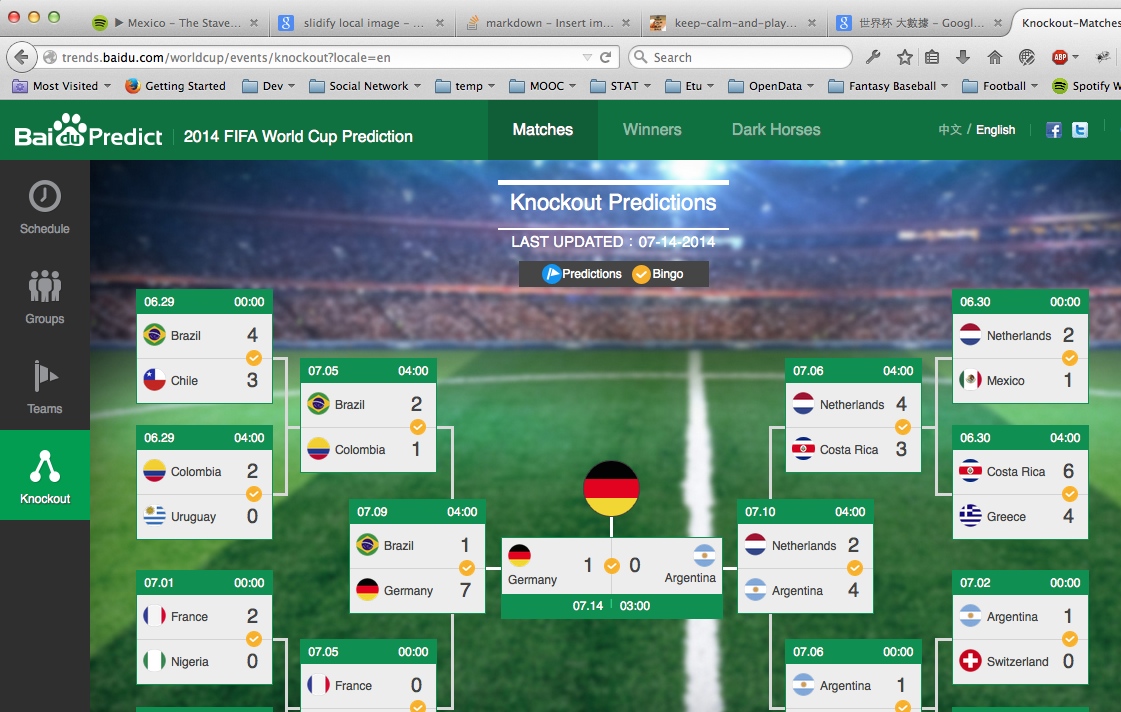 ▶ Mexico – The Stave...
slidify local image – ...
markdown – Insert im...
keep-calm-and-play...
世界杯 大數據 – Googl...
Knockout-Matches
trends.baidu.com/worldcup/events/knockout?locale=en
Search
ABP
Most Visited
Getting Started
Dev
Social Network
temp
MOOC
STAT
Etu
OpenData
Fantasy Baseball
Football
Spotify W
Bai du Predict
2014 FIFA World Cup Prediction
Matches
Winners
Dark Horses
中文 / English
Schedule
Groups
Teams
Knockout
Knockout Predictions
LAST UPDATED : 07-14-2014
Predictions Bingo
06.29 00:00
Brazil 4
Chile 3
06.29 04:00
Colombia 2
Uruguay 0
07.01 00:00
France 2
Nigeria 0
07.05 04:00
Brazil 2
Colombia 1
07.09 04:00
Brazil 1
Germany 7
07.05 00:00
France 0
Germany 1 0 Argentina
07.14 03:00
07.06 04:00
Netherlands 4
Costa Rica 3
07.10 04:00
Netherlands 2
Argentina 4
07.06 00:00
Argentina 1
06.30 00:00
Netherlands 2
Mexico 1
06.30 04:00
Costa Rica 6
Greece 4
07.02 00:00
Argentina 1
Switzerland 0